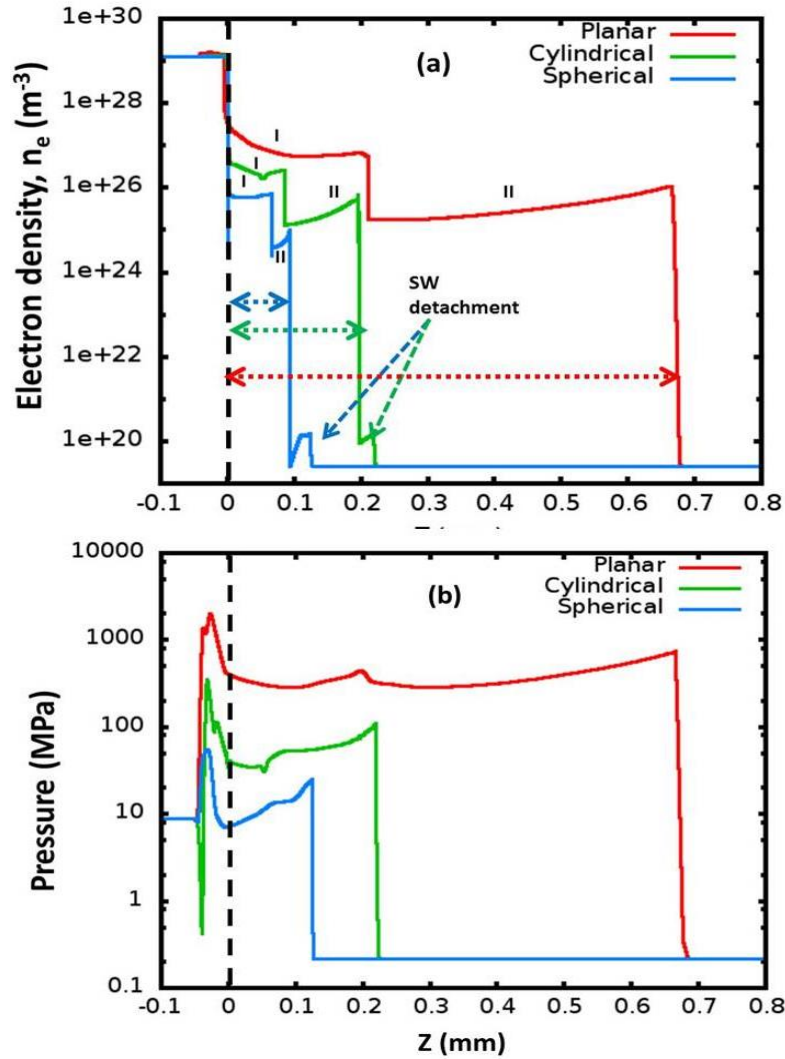 1e+30
1e+28
1e+26
1e+24
1e+22
1e+20
Electron density, nₑ (m⁻³)
(a)
Planar
Cylindrical
Spherical
I
I
I
II
II
II
SW
detachment
-0.1 0 0.1 0.2 0.3 0.4 0.5 0.6 0.7 0.8
10000
1000
100
10
1
0.1
Pressure (MPa)
(b)
Planar
Cylindrical
Spherical
-0.1 0 0.1 0.2 0.3 0.4 0.5 0.6 0.7 0.8
Z (mm)